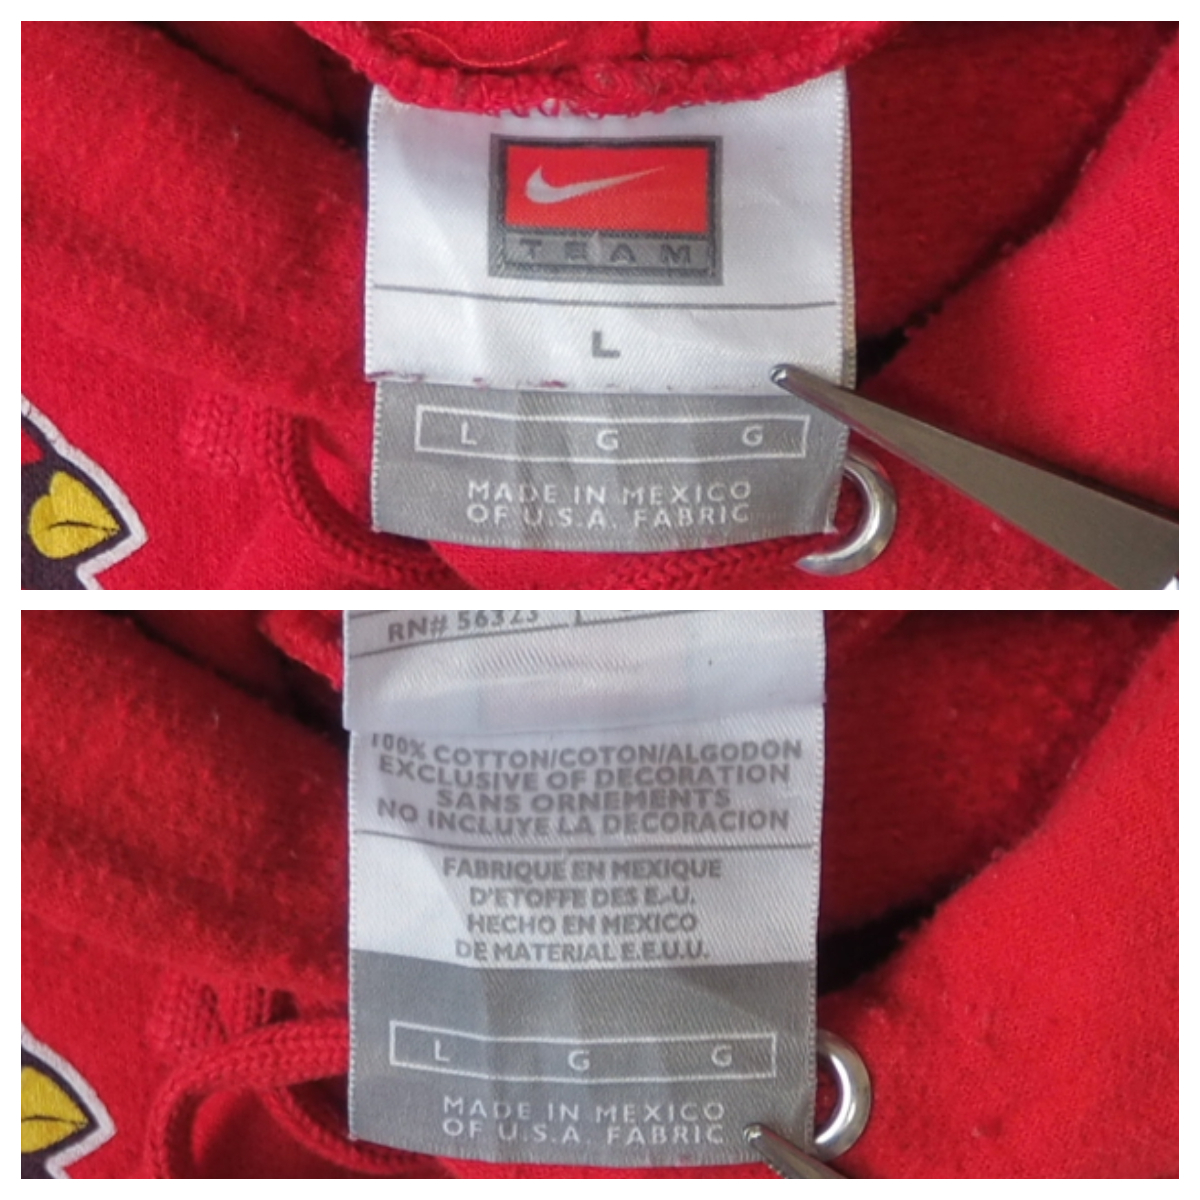 TEAM
L
L G G
MADE IN MEXICO
OF U.S.A. FABRIC
RN# 56323
100% COTTON/COTON/ALGODON
EXCLUSIVE OF DECORATION
SANS ORNEMENTS
NO INCLUYE LA DECORACION
FABRIQUE EN MEXIQUE
D'ETOFFE DES E.-U.
HECHO EN MEXICO
DE MATERIAL E.E.U.U.
L G G
MADE IN MEXICO
OF U.S.A. FABRIC